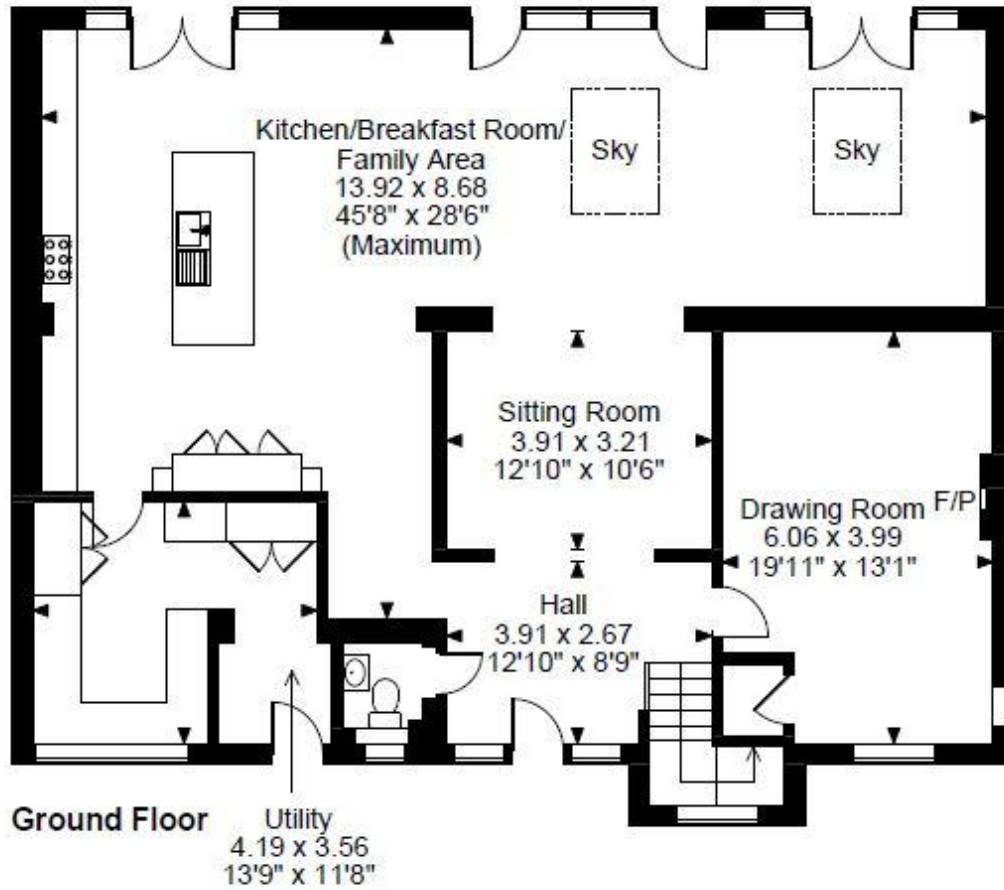 Kitchen/Breakfast Room/
Family Area
13.92 x 8.68
45'8" x 28'6"
(Maximum)
Sky
Sky
Sitting Room
3.91 x 3.21
12'10" x 10'6"
Drawing Room
6.06 x 3.99
19'11" x 13'1"
F/P
Hall
3.91 x 2.67
12'10" x 8'9"
Ground Floor
Utility
4.19 x 3.56
13'9" x 11'8"